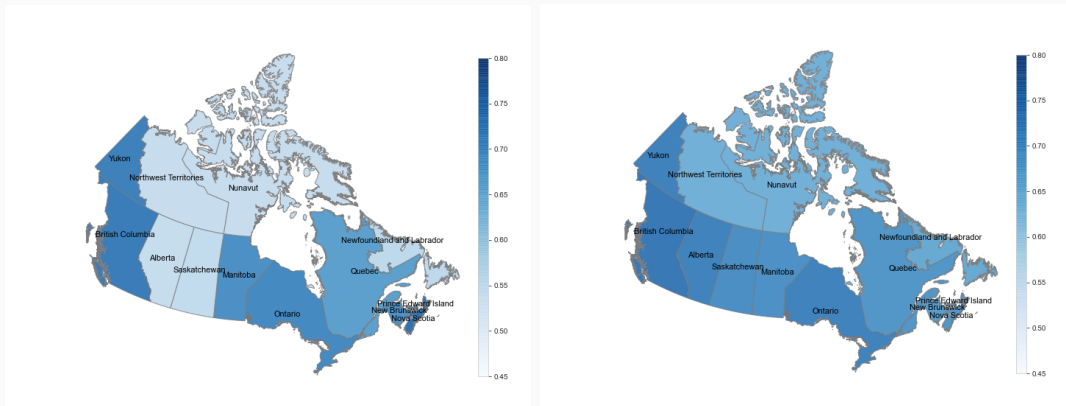 0.80
0.75
0.70
0.65
0.60
0.55
0.50
0.45
Yukon
Northwest Territories
Nunavut
British Columbia
Alberta
Saskatchewan
Manitoba
Newfoundland and Labrador
Quebec
Ontario
Prince Edward Island
New Brunswick
Nova Scotia
0.80
0.75
0.70
0.65
0.60
0.55
0.50
0.45
Yukon
Northwest Territories
Nunavut
British Columbia
Alberta
Saskatchewan
Manitoba
Newfoundland and Labrador
Quebec
Ontario
Prince Edward Island
New Brunswick
Nova Scotia